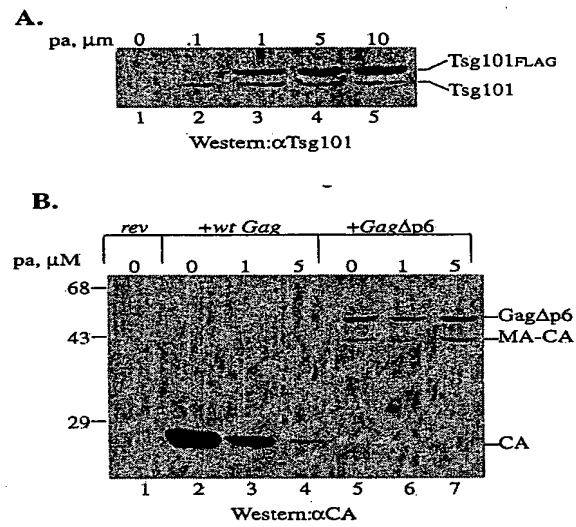 A.
pa, μm 0 .1 1 5 10
Tsg101FLAG
Tsg101
1 2 3 4 5
Western:αTsg101
B.
rev +wt Gag +GagΔp6
pa, μM 0 0 1 5 0 1 5
68
GagΔp6
43
MA-CA
29
CA
1 2 3 4 5 6 7
Western:αCA